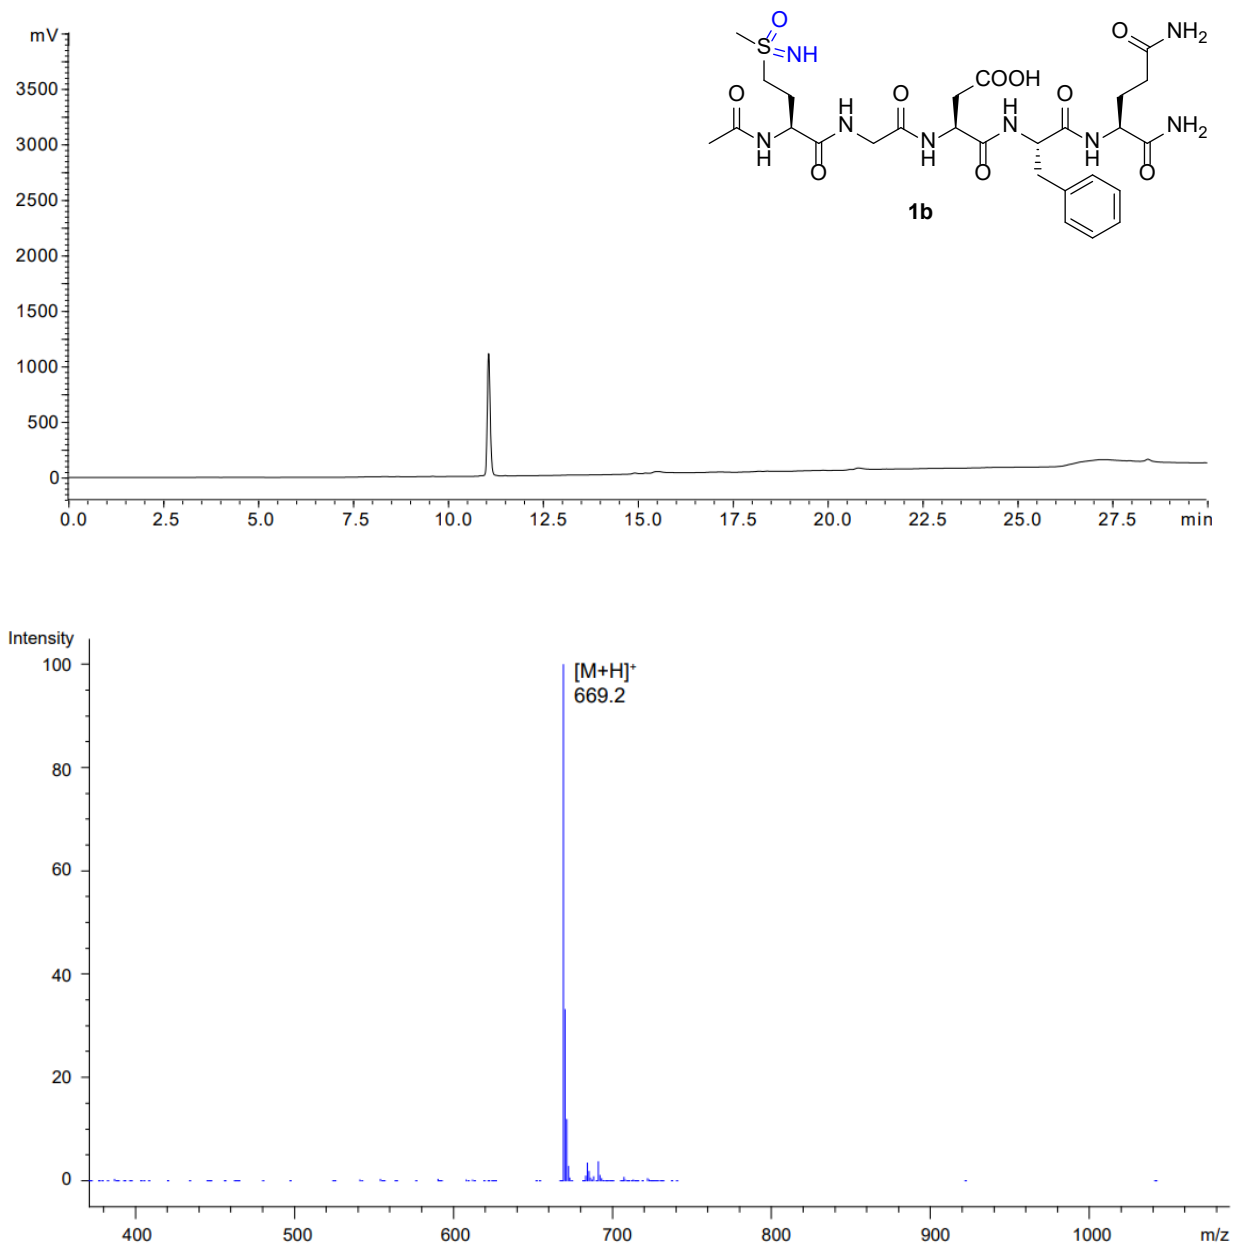 mV
3500
3000
2500
2000
1500
1000
500
0
0.0 2.5 5.0 7.5 10.0 12.5 15.0 17.5 20.0 22.5 25.0 27.5 min
O
S
NH
O
N
H
O
H
N
O
N
H
COOH
O
H
N
O
N
H
O
NH2
O
NH2
1b
Intensity
100
80
60
40
20
0
[M+H]+
669.2
400 500 600 700 800 900 1000 m/z